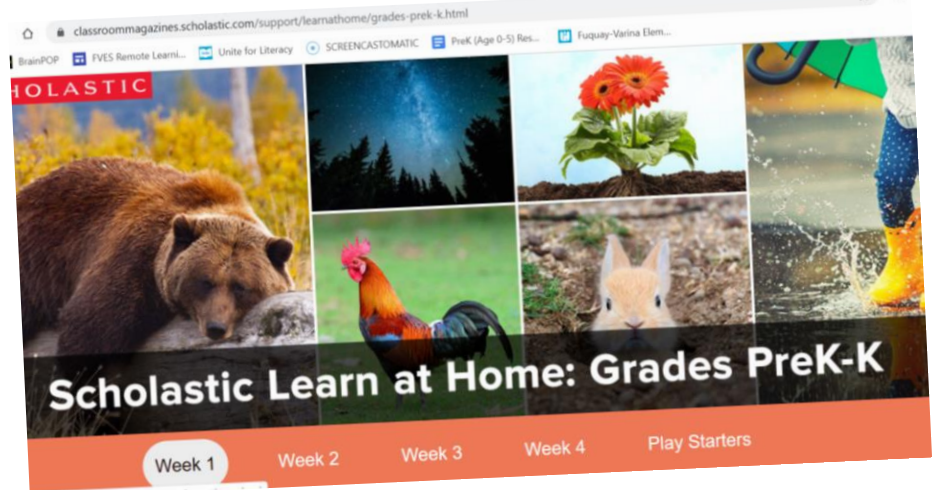 classroommagazines.scholastic.com/support/learnathome/grades-prek-k.html
BrainPOP FVES Remote Learni... Unite for Literacy SCREENCASTOMATIC PreK (Age 0-5) Res... Fuquay-Varina Elem...
HOLASTIC
Scholastic Learn at Home: Grades PreK-K
Week 1 Week 2 Week 3 Week 4 Play Starters